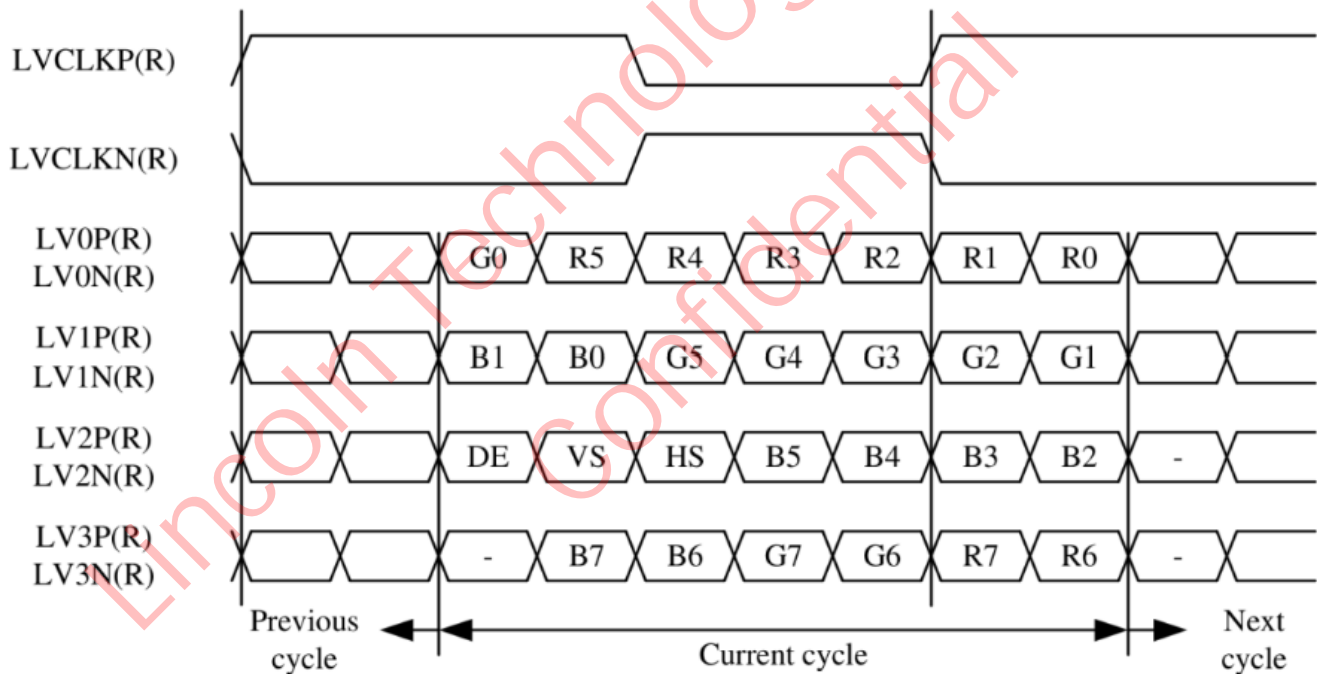 LVCLKP(R)
LVCLKN(R)
LV0P(R)
LV0N(R)
G0 R5 R4 R3 R2 R1 R0
LV1P(R)
LV1N(R)
B1 B0 G5 G4 G3 G2 G1
LV2P(R)
LV2N(R)
DE VS HS B5 B4 B3 B2 -
LV3P(R)
LV3N(R)
- B7 B6 G7 G6 R7 R6 -
Previous
cycle
Current cycle
Next
cycle
Lincoln Technolog
Confidential